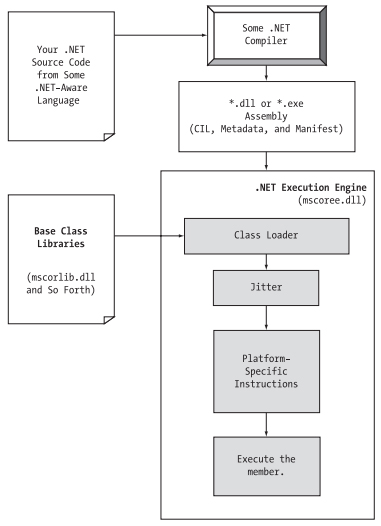 Your .NET
Source Code
from Some
.NET-Aware
Language
Some .NET
Compiler
*.dll or *.exe
Assembly
(CIL, Metadata, and Manifest)
.NET Execution Engine
(mscoree.dll)
Base Class
Libraries
(mscorlib.dll
and So Forth)
Class Loader
Jitter
Platform-
Specific
Instructions
Execute the
member.